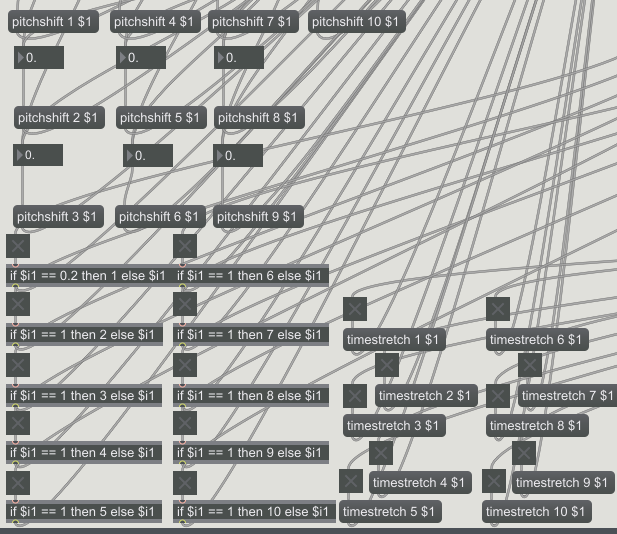 pitchshift 1 $1
pitchshift 4 $1
pitchshift 7 $1
pitchshift 10 $1
0.
0.
0.
pitchshift 2 $1
pitchshift 5 $1
pitchshift 8 $1
0.
0.
0.
pitchshift 3 $1
pitchshift 6 $1
pitchshift 9 $1
if $i1 == 0.2 then 1 else $i1
if $i1 == 1 then 6 else $i1
if $i1 == 1 then 2 else $i1
if $i1 == 1 then 7 else $i1
timestretch 1 $1
timestretch 6 $1
if $i1 == 1 then 3 else $i1
if $i1 == 1 then 8 else $i1
timestretch 2 $1
timestretch 7 $1
timestretch 3 $1
timestretch 8 $1
if $i1 == 1 then 4 else $i1
if $i1 == 1 then 9 else $i1
timestretch 4 $1
timestretch 9 $1
if $i1 == 1 then 5 else $i1
if $i1 == 1 then 10 else $i1
timestretch 5 $1
timestretch 10 $1